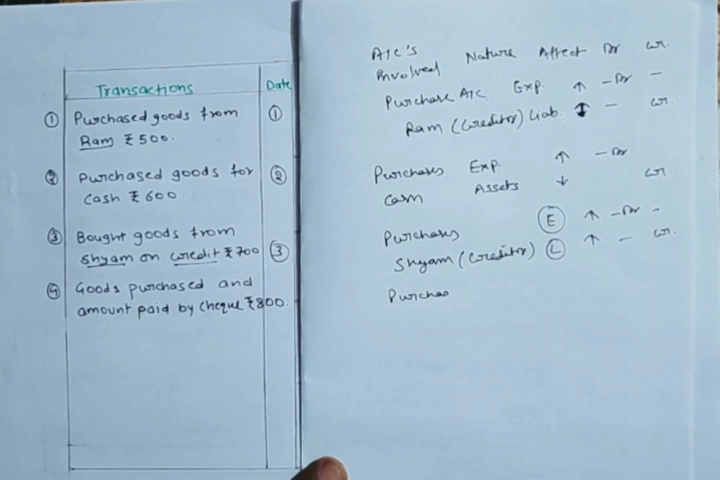 Transactions Date
① Purchased goods from ①
Ram ₹500.
② Purchased goods for ②
Cash ₹600.
③ Bought goods from
Shyam on credit ₹700 ③
④ Goods purchased and
amount paid by cheque ₹800.
A/C's
Involved Nature Affect Dr Cr.
Purchase A/C Exp. ↑ - Dr -
Ram (Creditor) Liab. ↑ - Cr.
Purchases Exp. ↑ - Dr
Cash Assets ↓ Cr.
Purchases Ⓔ ↑ - Dr -
Shyam (Creditor) Ⓛ ↑ - Cr.
Purchas